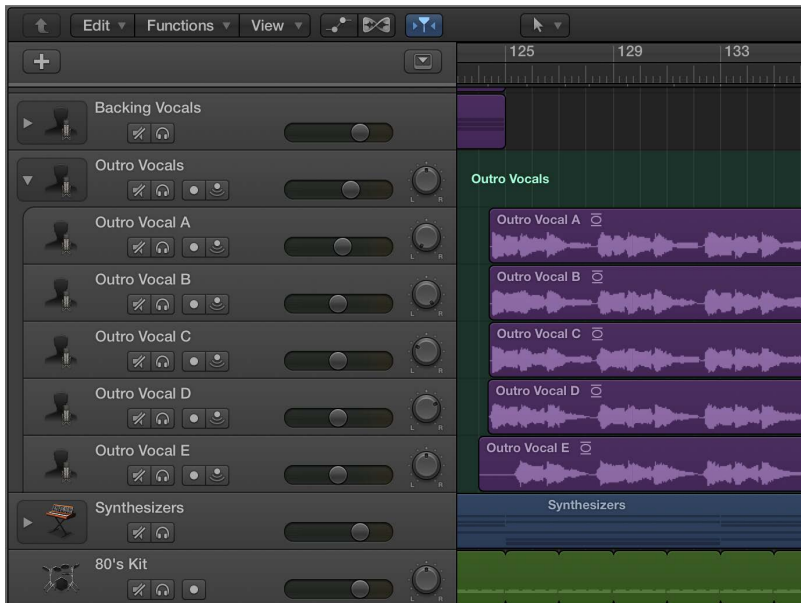 Edit Functions View
125 129 133
Backing Vocals
Outro Vocals
L R
Outro Vocals
Outro Vocal A
L R
Outro Vocal A
Outro Vocal B
L R
Outro Vocal B
Outro Vocal C
L R
Outro Vocal C
Outro Vocal D
L R
Outro Vocal D
Outro Vocal E
L R
Outro Vocal E
Synthesizers
Synthesizers
80's Kit
L R